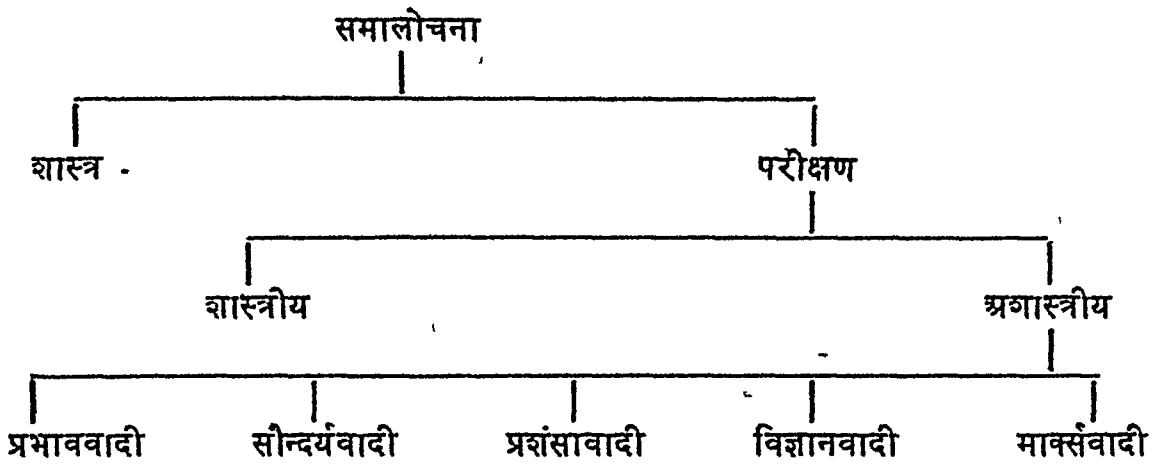 समालोचना
शास्त्र परीक्षण
शास्त्रीय अशास्त्रीय
प्रभाववादी सौन्दर्यवादी प्रशंसावादी विज्ञानवादी मार्क्सवादी